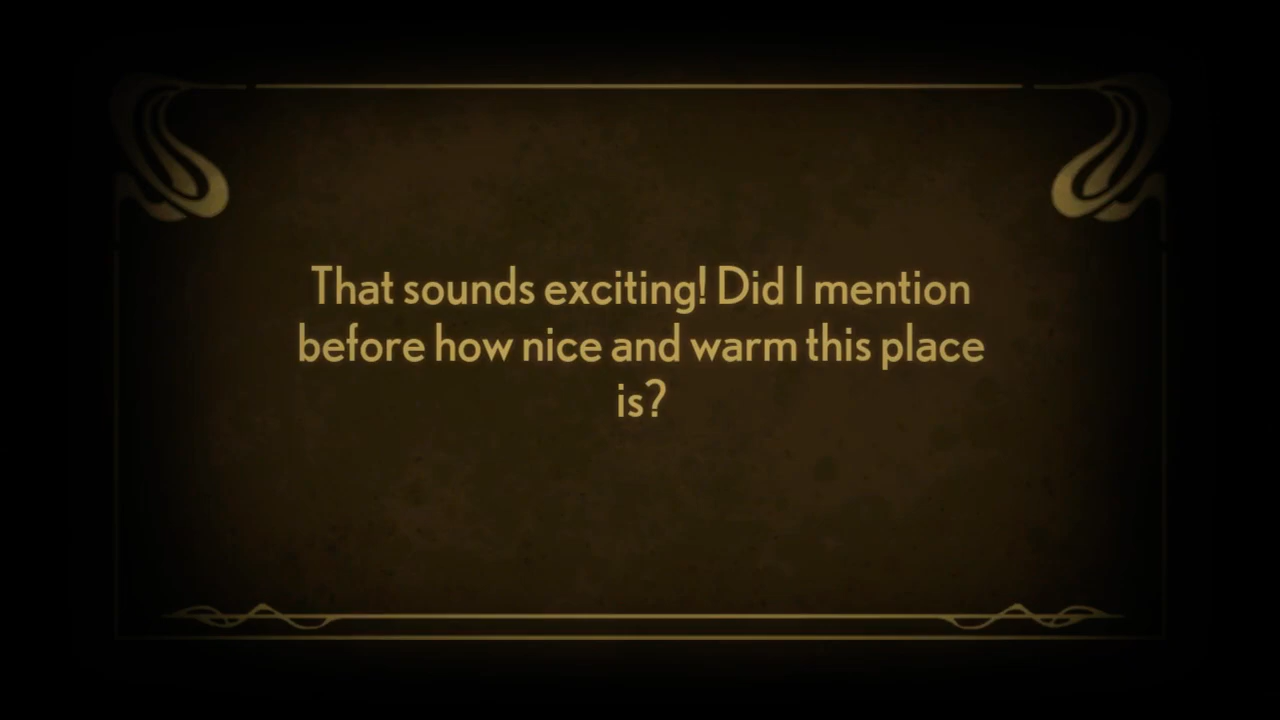 That sounds exciting! Did I mention
before how nice and warm this place
is?